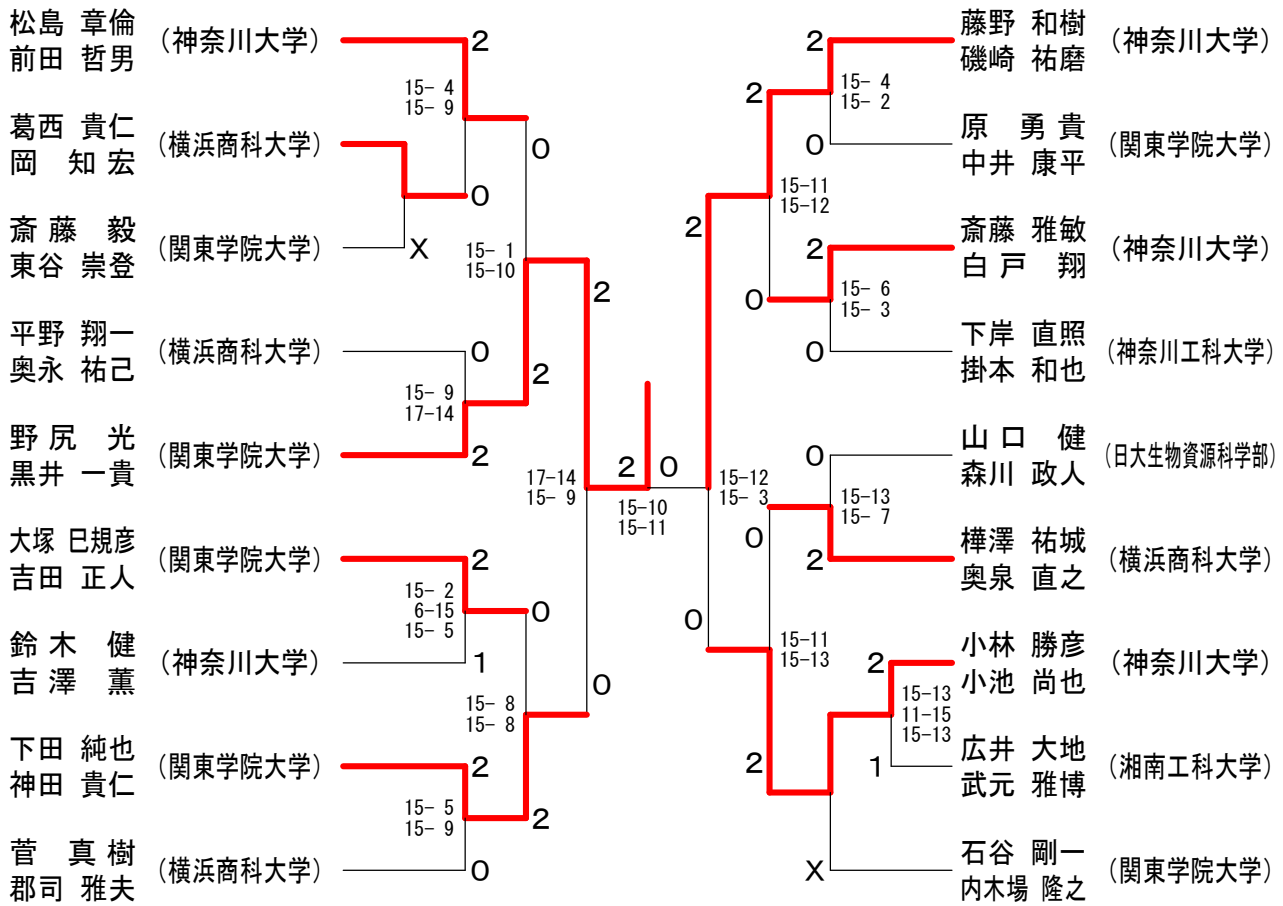 松島 章倫
前田 哲男
(神奈川大学)
2
15- 4
15- 9
0
葛西 貴仁
岡 知宏
(横浜商科大学)
0
斎藤 毅
東谷 崇登
(関東学院大学)
X
15- 1
15-10
2
平野 翔一
奥永 祐己
(横浜商科大学)
0
2
15- 9
17-14
野尻 光
黒井 一貴
(関東学院大学)
2
17-14
15- 9
2
0
15-10
15-11
大塚 巳規彦
吉田 正人
(関東学院大学)
2
15- 2
6-15
15- 5
0
鈴木 健
吉澤 薫
(神奈川大学)
1
0
15- 8
15- 8
下田 純也
神田 貴仁
(関東学院大学)
2
15- 5
15- 9
2
菅 真樹
郡司 雅夫
(横浜商科大学)
0
2
藤野 和樹
磯崎 祐磨
(神奈川大学)
2
15- 4
15- 2
0
原 勇貴
中井 康平
(関東学院大学)
15-11
15-12
2
2
斎藤 雅敏
白戸 翔
(神奈川大学)
0
15- 6
15- 3
0
下岸 直照
掛本 和也
(神奈川工科大学)
0
山口 健
森川 政人
(日大生物資源科学部)
15-12
15- 3
15-13
15- 7
0
2
樺澤 祐城
奥泉 直之
(横浜商科大学)
0
15-11
15-13
2
小林 勝彦
小池 尚也
(神奈川大学)
15-13
11-15
15-13
2
1
広井 大地
武元 雅博
(湘南工科大学)
X
石谷 剛一
内木場 隆之
(関東学院大学)